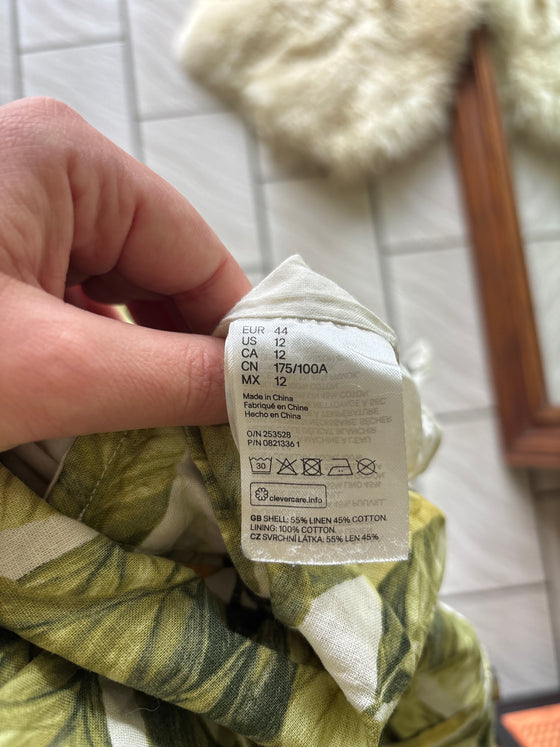 EUR 44
US 12
CA 12
CN 175/100A
MX 12
Made in China
Fabriqué en Chine
Hecho en China
O/N 253528
P/N 0821336 1
30
clevercare.info
GB SHELL: 55% LINEN 45% COTTON.
LINING: 100% COTTON.
CZ SVRCHNÍ LÁTKA: 55% LEN 45%